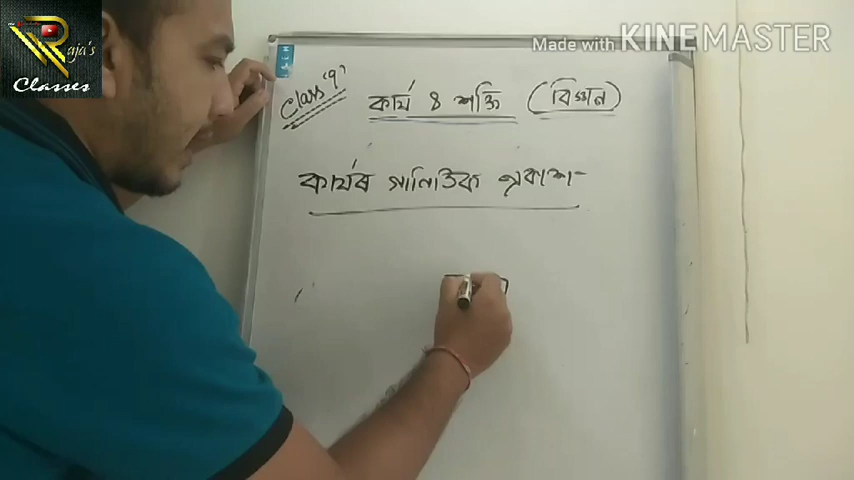 Raja's
Classes
Made with KINEMASTER
Class '9'
কাৰ্য ও শক্তি (বিজ্ঞান)
কাৰ্যৰ গাণিতিক প্ৰকাশ-